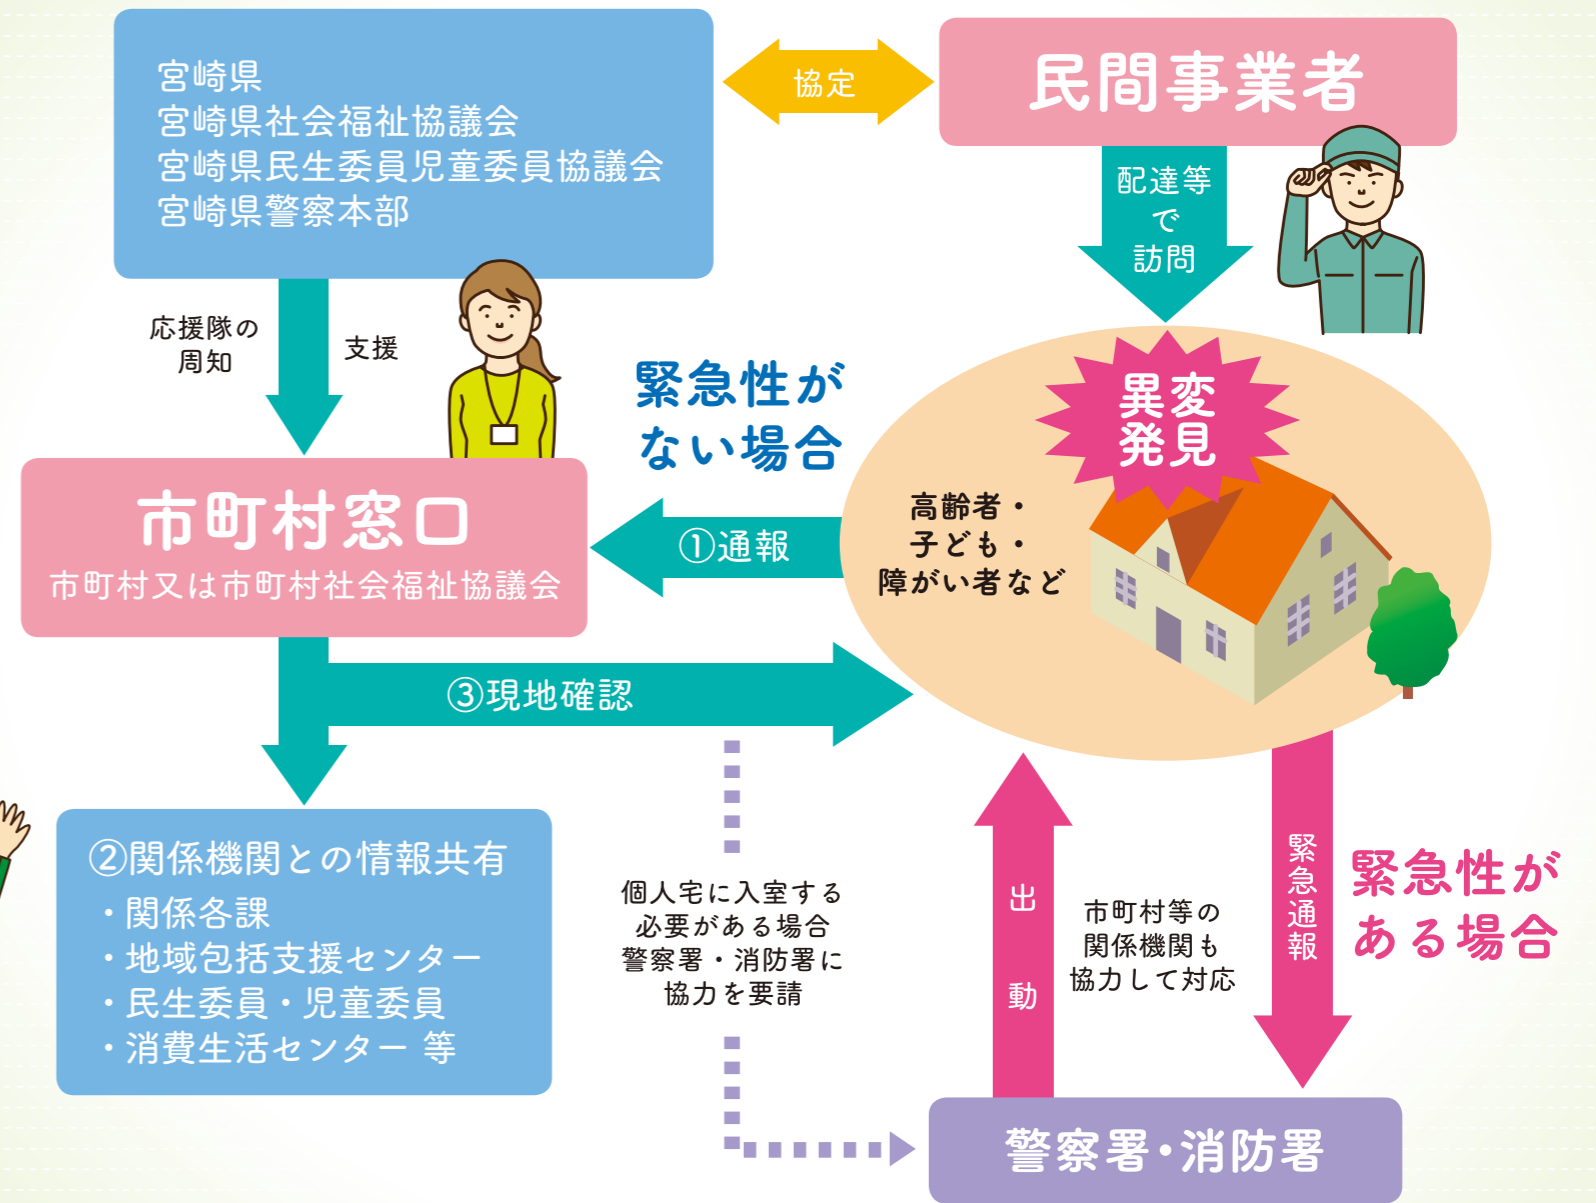 宮崎県
宮崎県社会福祉協議会
宮崎県民生委員児童委員協議会
宮崎県警察本部
協定
民間事業者
配達等
で
訪問
応援隊の
周知
支援
緊急性が
ない場合
異変
発見
高齢者・
子ども・
障がい者など
市町村窓口
市町村又は市町村社会福祉協議会
①通報
③現地確認
②関係機関との情報共有
・関係各課
・地域包括支援センター
・民生委員・児童委員
・消費生活センター 等
個人宅に入室する
必要がある場合
警察署・消防署に
協力を要請
出動
市町村等の
関係機関も
協力して対応
緊急通報
緊急性が
ある場合
警察署・消防署